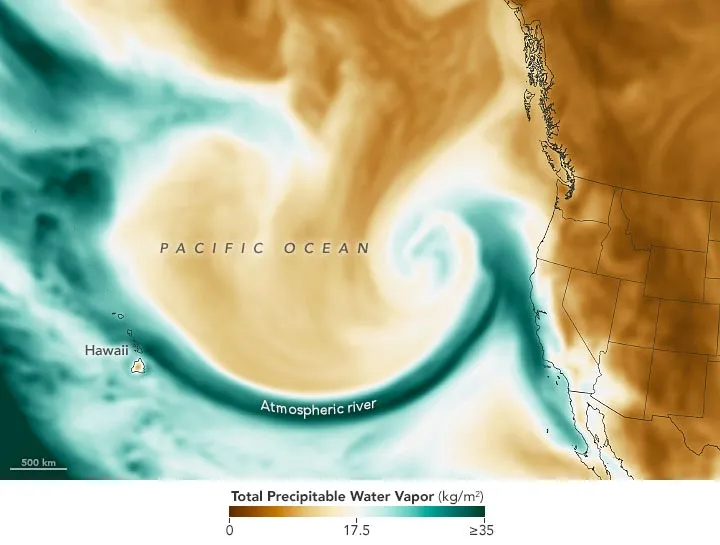 PACIFIC OCEAN
Hawaii
Atmospheric river
500 km
Total Precipitable Water Vapor (kg/m²)
0 17.5 ≥35